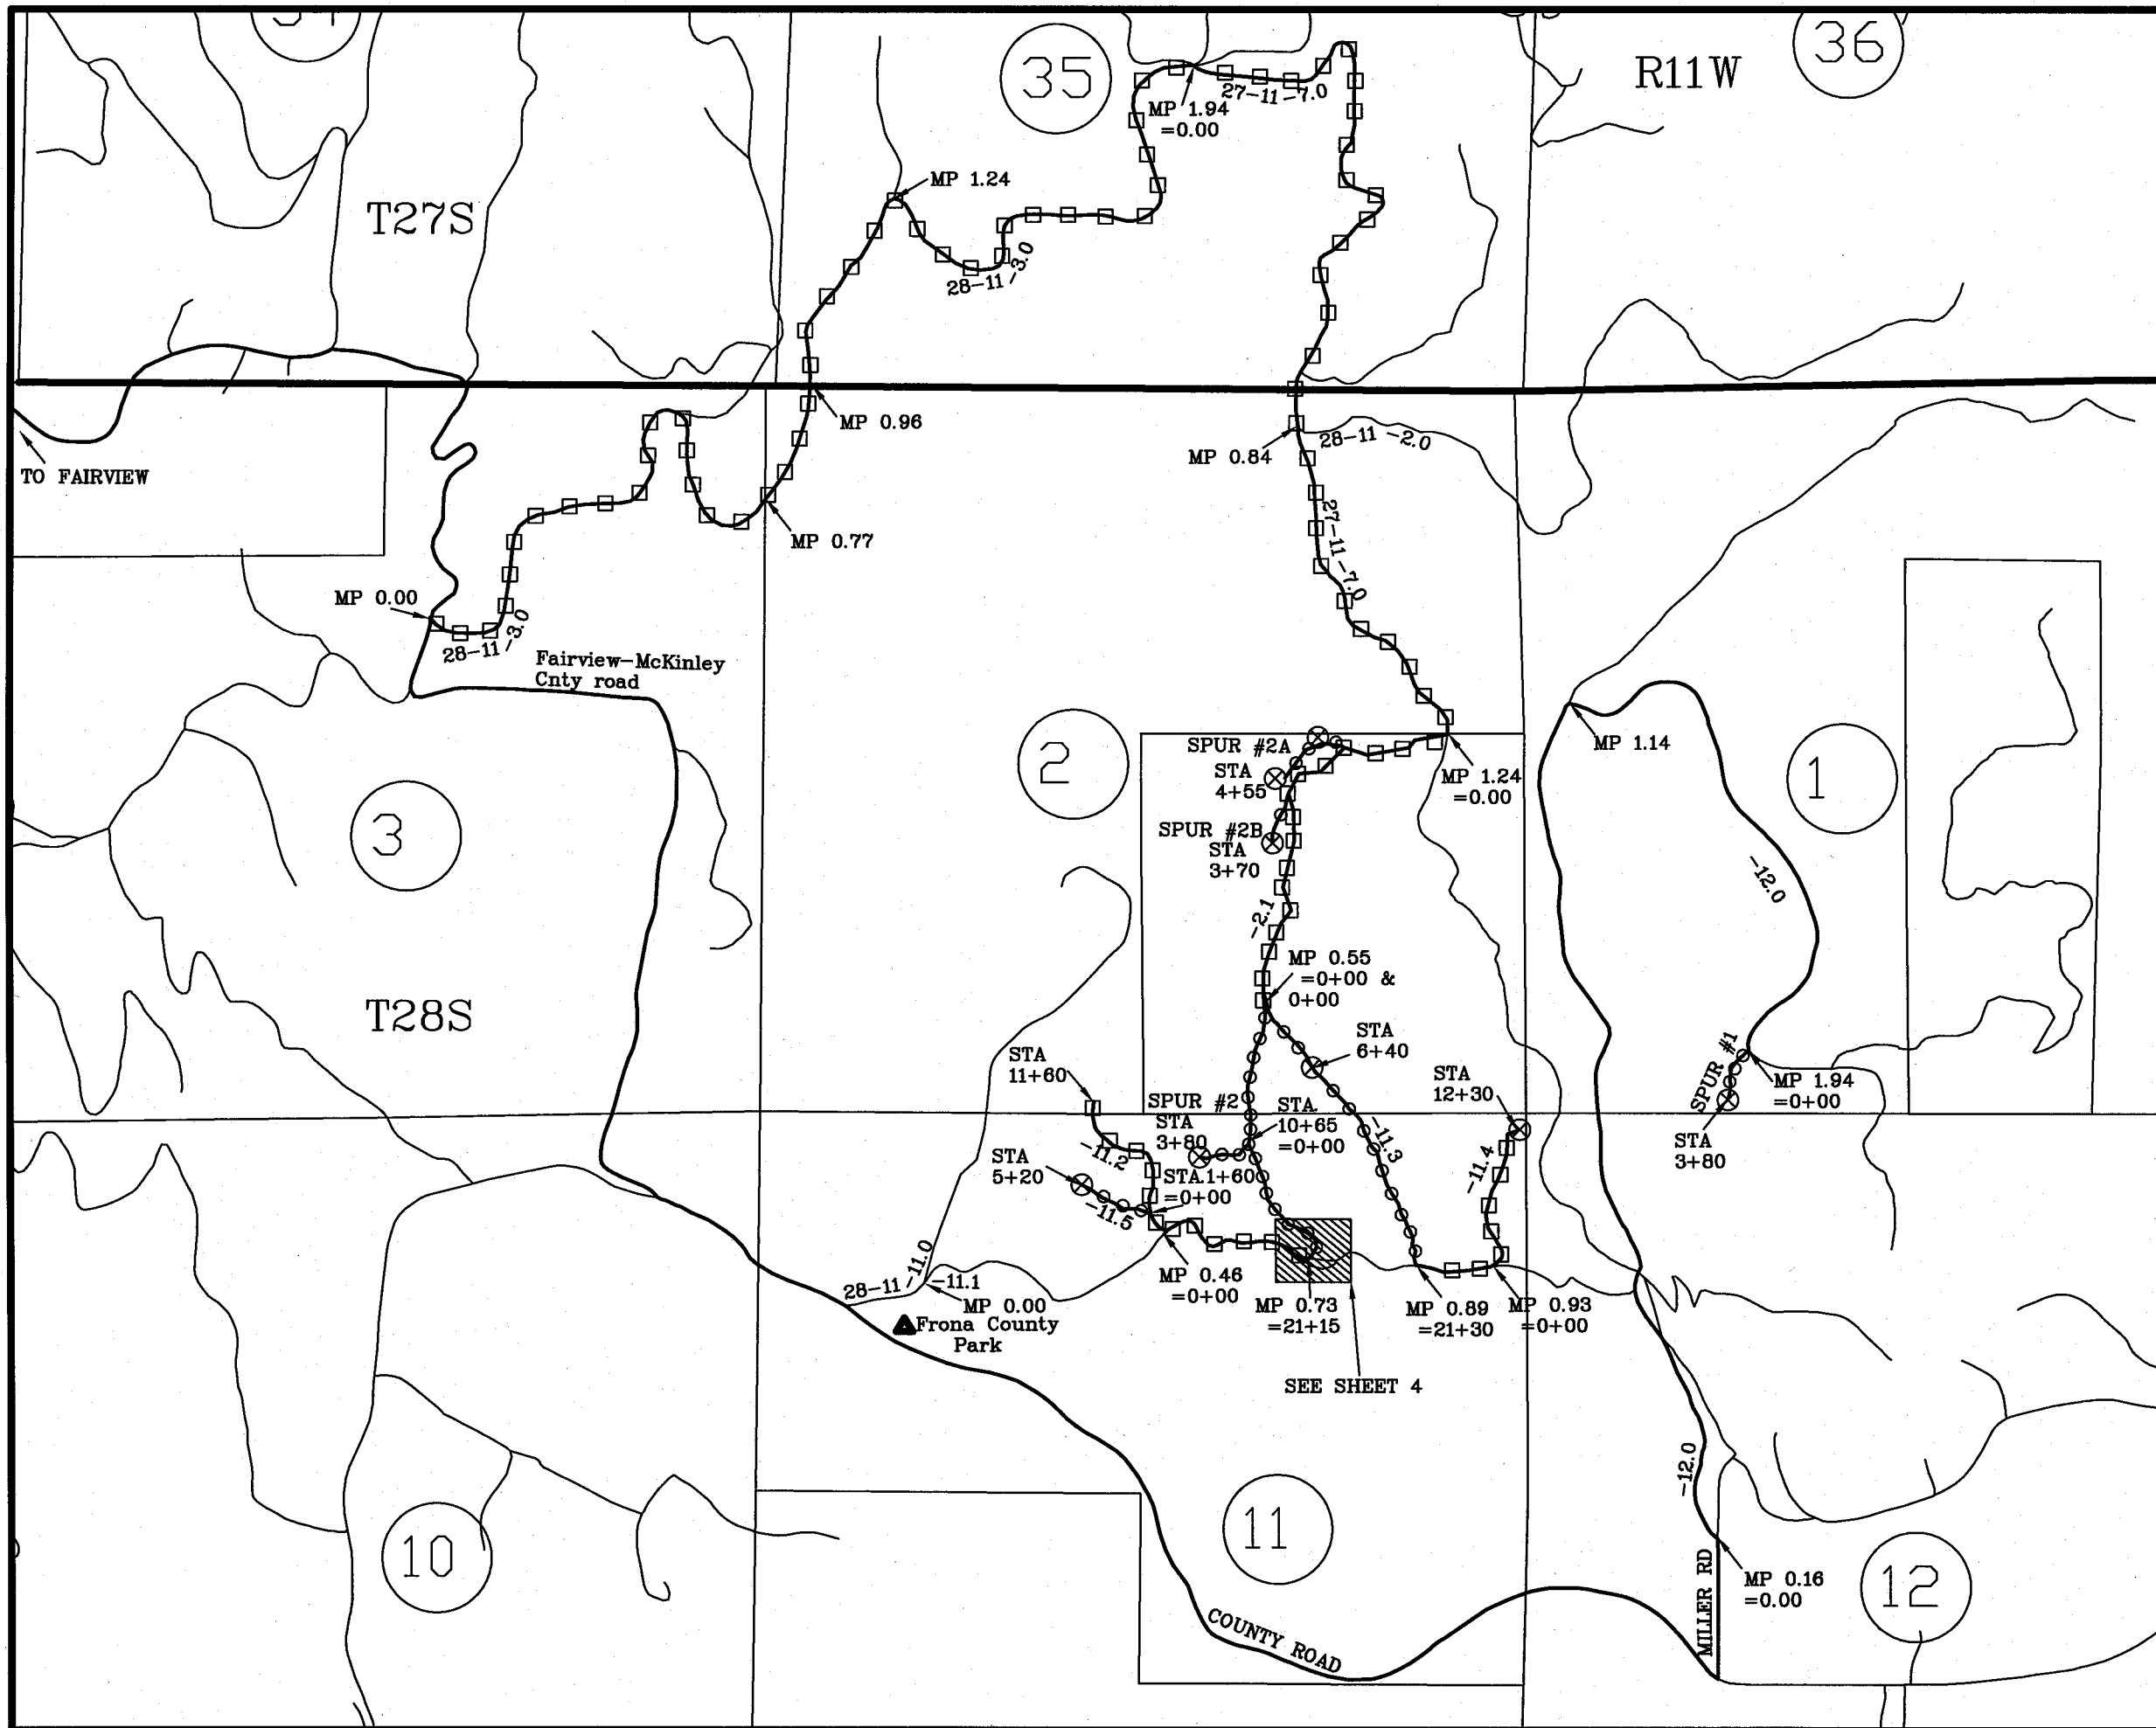 35
36
R11W
T27S
MP 1.94
=0.00
27-11-7.0
MP 1.24
28-11-3.0
MP 0.96
TO FAIRVIEW
MP 0.84
28-11-2.0
MP 0.77
27-11-7.0
MP 0.00
28-11-3.0
Fairview-McKinley
Cnty road
2
3
1
SPUR #2A
STA
4+55
MP 1.24
=0.00
MP 1.14
SPUR #2B
STA
3+70
-12.0
-2.1
MP 0.55
=0+00 &
0+00
T28S
STA
6+40
STA
11+60
STA
12+30
SPUR #1
MP 1.94
=0+00
SPUR #2
STA
3+80
STA.
10+65
=0+00
-11.3
-11.4
STA
3+80
-11.2
STA
5+20
STA.1+60
=0+00
-11.5
28-11-11.0
-11.1
MP 0.00
Frona County
Park
MP 0.46
=0+00
MP 0.73
=21+15
MP 0.89
=21+30
MP 0.93
=0+00
SEE SHEET 4
-12.0
10
11
12
MILLER RD
MP 0.16
=0.00
COUNTY ROAD